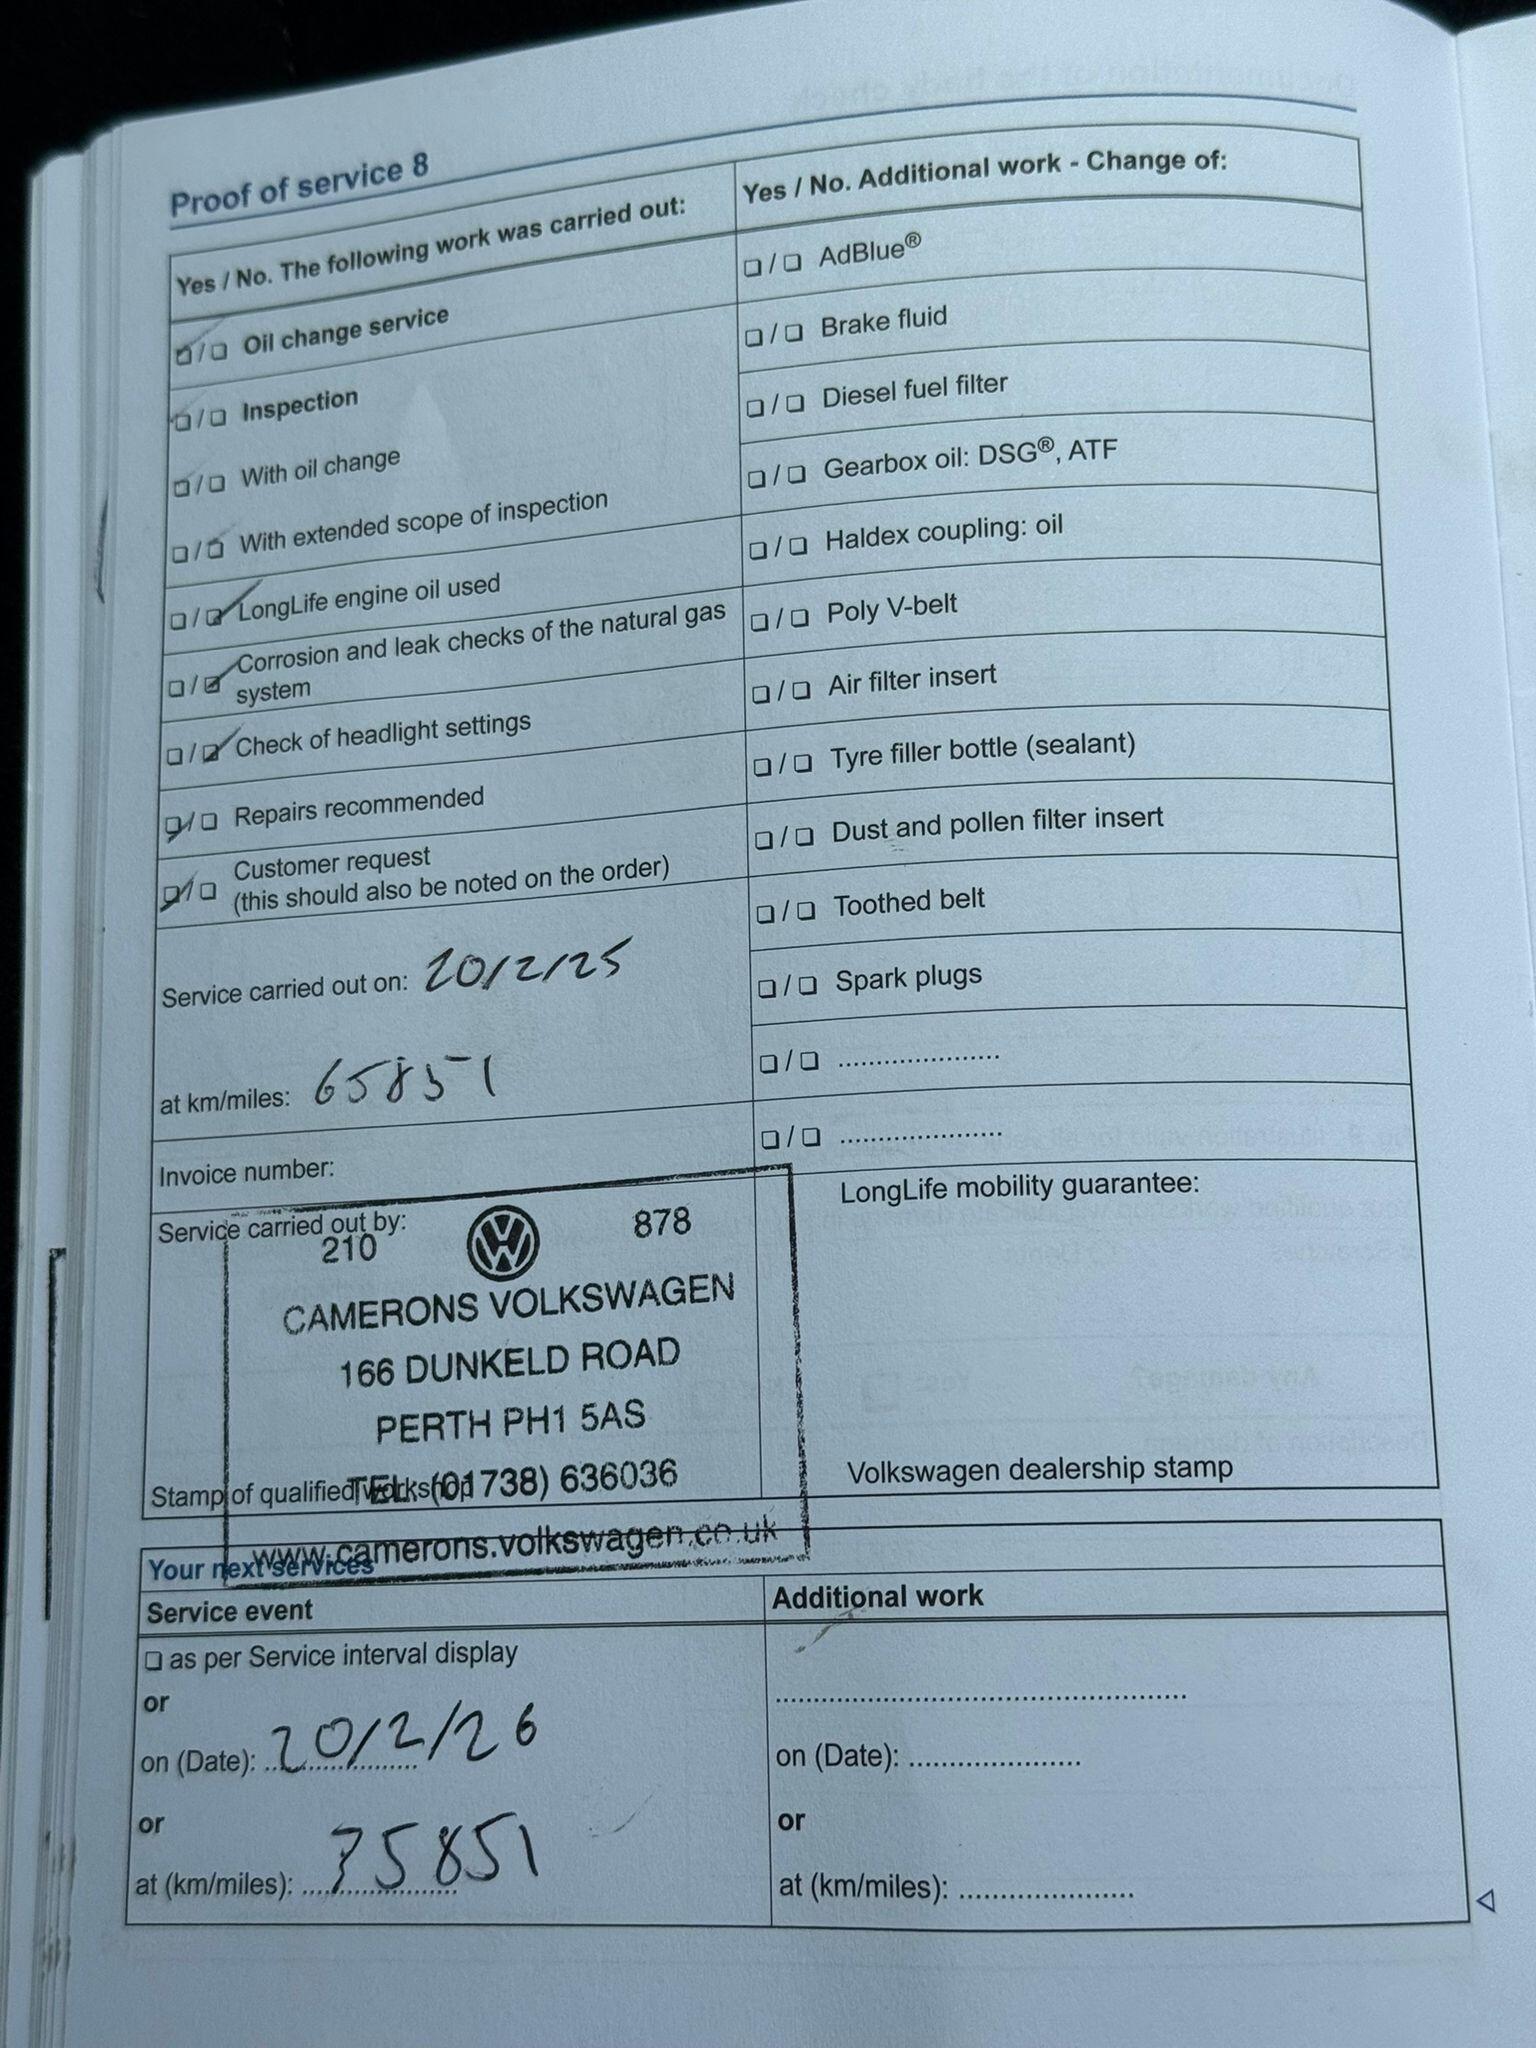 Proof of service 8
Yes / No. The following work was carried out:
☑ / ☐ Oil change service
☑ / ☐ Inspection
☑ / ☐ With oil change
☐ / ☑ With extended scope of inspection
☐ / ☑ LongLife engine oil used
☐ / ☑ Corrosion and leak checks of the natural gas
system
☐ / ☑ Check of headlight settings
☑ / ☐ Repairs recommended
☑ / ☐ Customer request
(this should also be noted on the order)
Service carried out on: 20/2/25
at km/miles: 65851
Invoice number:
Service carried out by:
210 878
CAMERONS VOLKSWAGEN
166 DUNKELD ROAD
PERTH PH1 5AS
TEL: (01738) 636036
www.camerons.volkswagen.co.uk
Stamp of qualified workshop
Yes / No. Additional work - Change of:
☐ / ☐ AdBlue®
☐ / ☐ Brake fluid
☐ / ☐ Diesel fuel filter
☐ / ☐ Gearbox oil: DSG®, ATF
☐ / ☐ Haldex coupling: oil
☐ / ☐ Poly V-belt
☐ / ☐ Air filter insert
☐ / ☐ Tyre filler bottle (sealant)
☐ / ☐ Dust and pollen filter insert
☐ / ☐ Toothed belt
☐ / ☐ Spark plugs
☐ / ☐ .....................
☐ / ☐ .....................
LongLife mobility guarantee:
Volkswagen dealership stamp
Your next services
Service event
☐ as per Service interval display
or
on (Date): 20/2/26
or
at (km/miles): 75851
Additional work
.....................................................
on (Date): ......................
or
at (km/miles): ......................